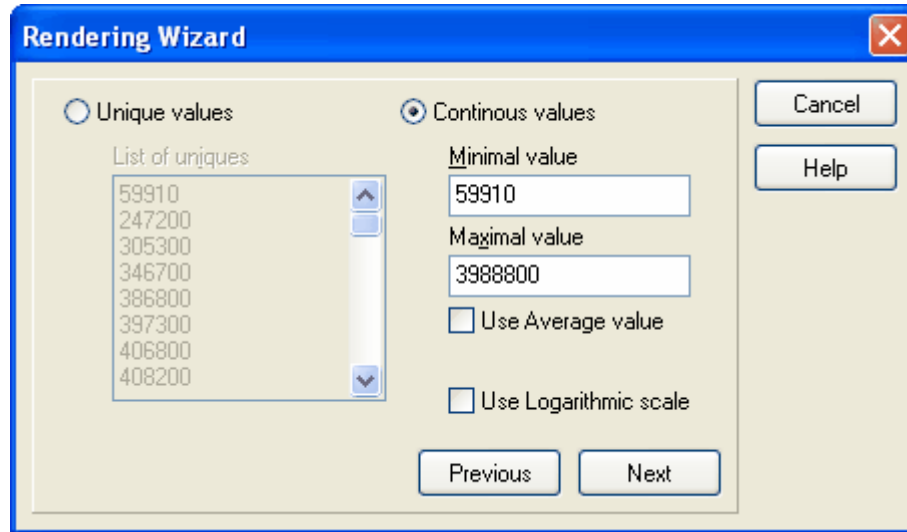 Rendering Wizard
Unique values
List of uniques
59910
247200
305300
346700
386800
397300
406800
408200
Continous values
Minimal value
59910
Maximal value
3988800
Use Average value
Use Logarithmic scale
Previous
Next
Cancel
Help